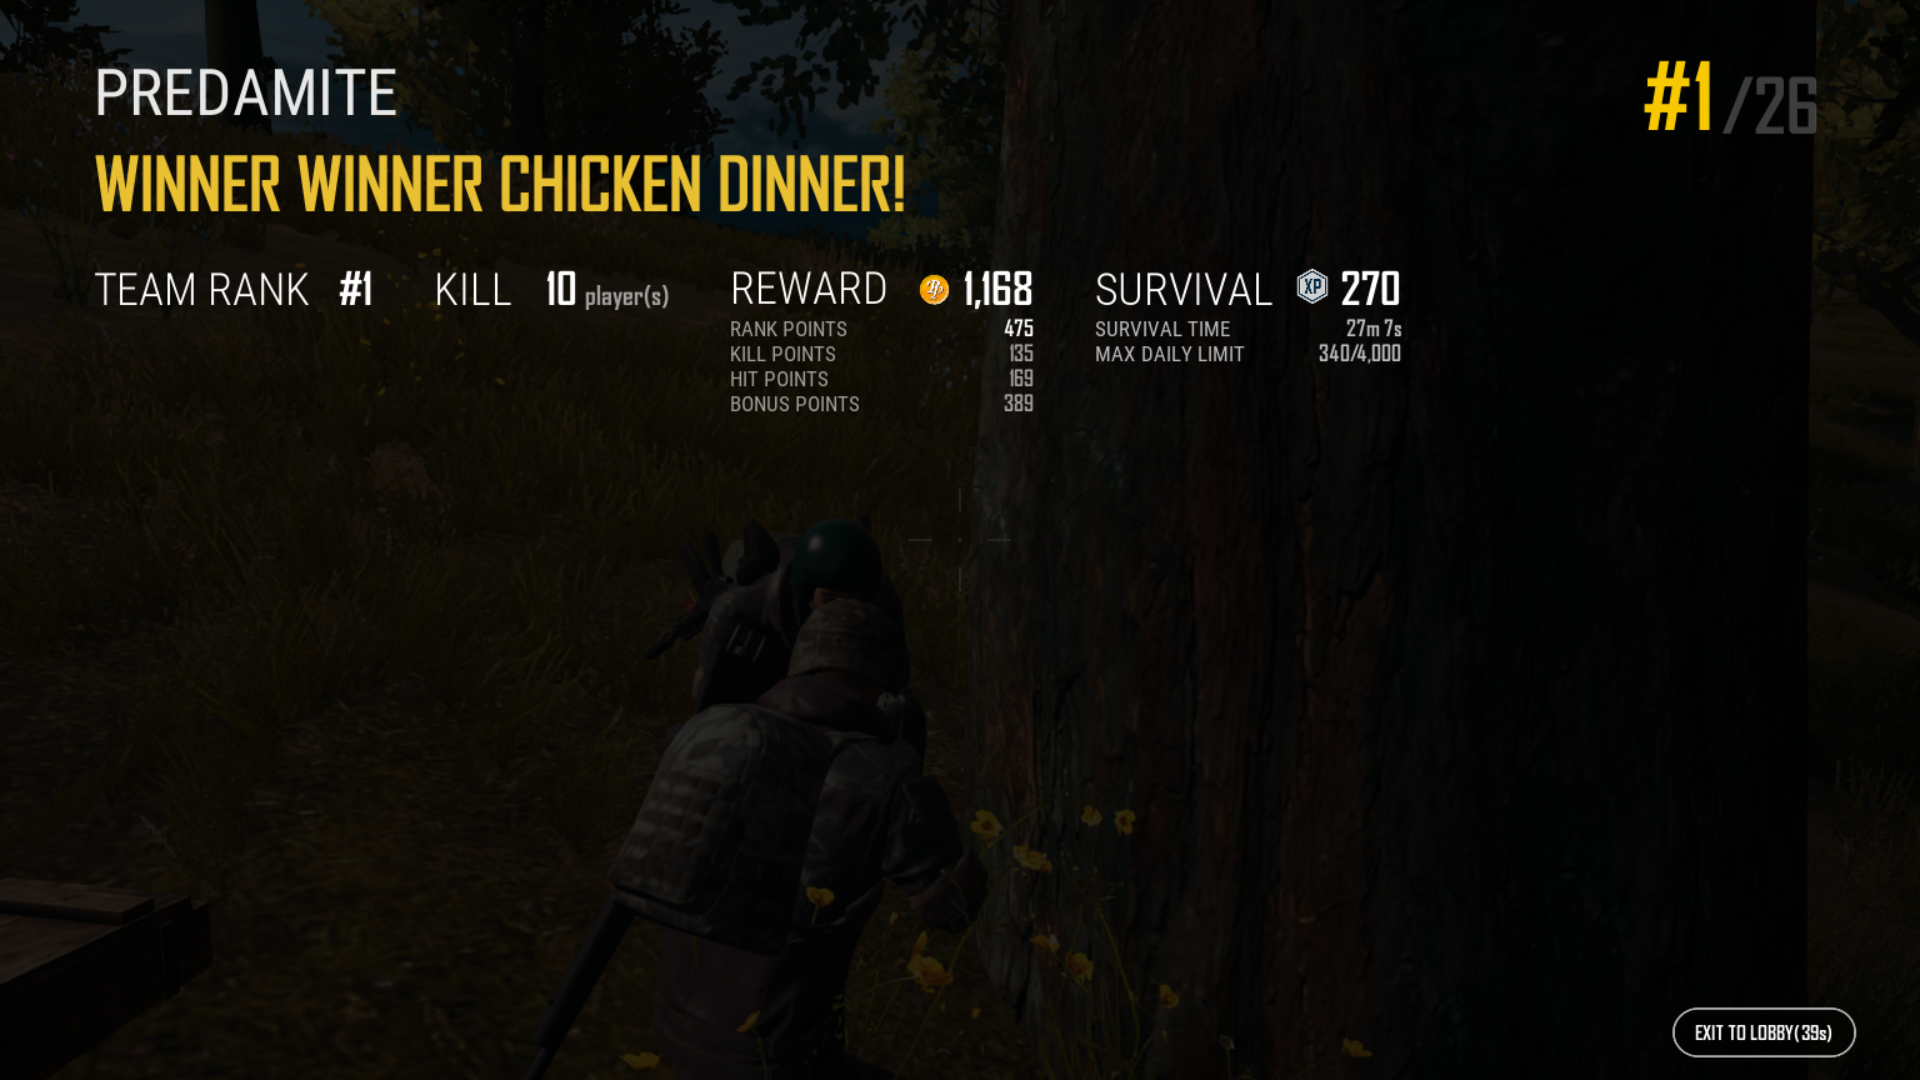 PREDAMITE
#1/26
WINNER WINNER CHICKEN DINNER!
TEAM RANK #1 KILL 10 player(s) REWARD 1,168 SURVIVAL XP 270
RANK POINTS 475 SURVIVAL TIME 27m 7s
KILL POINTS 135 MAX DAILY LIMIT 340/4,000
HIT POINTS 169
BONUS POINTS 389
EXIT TO LOBBY(39s)